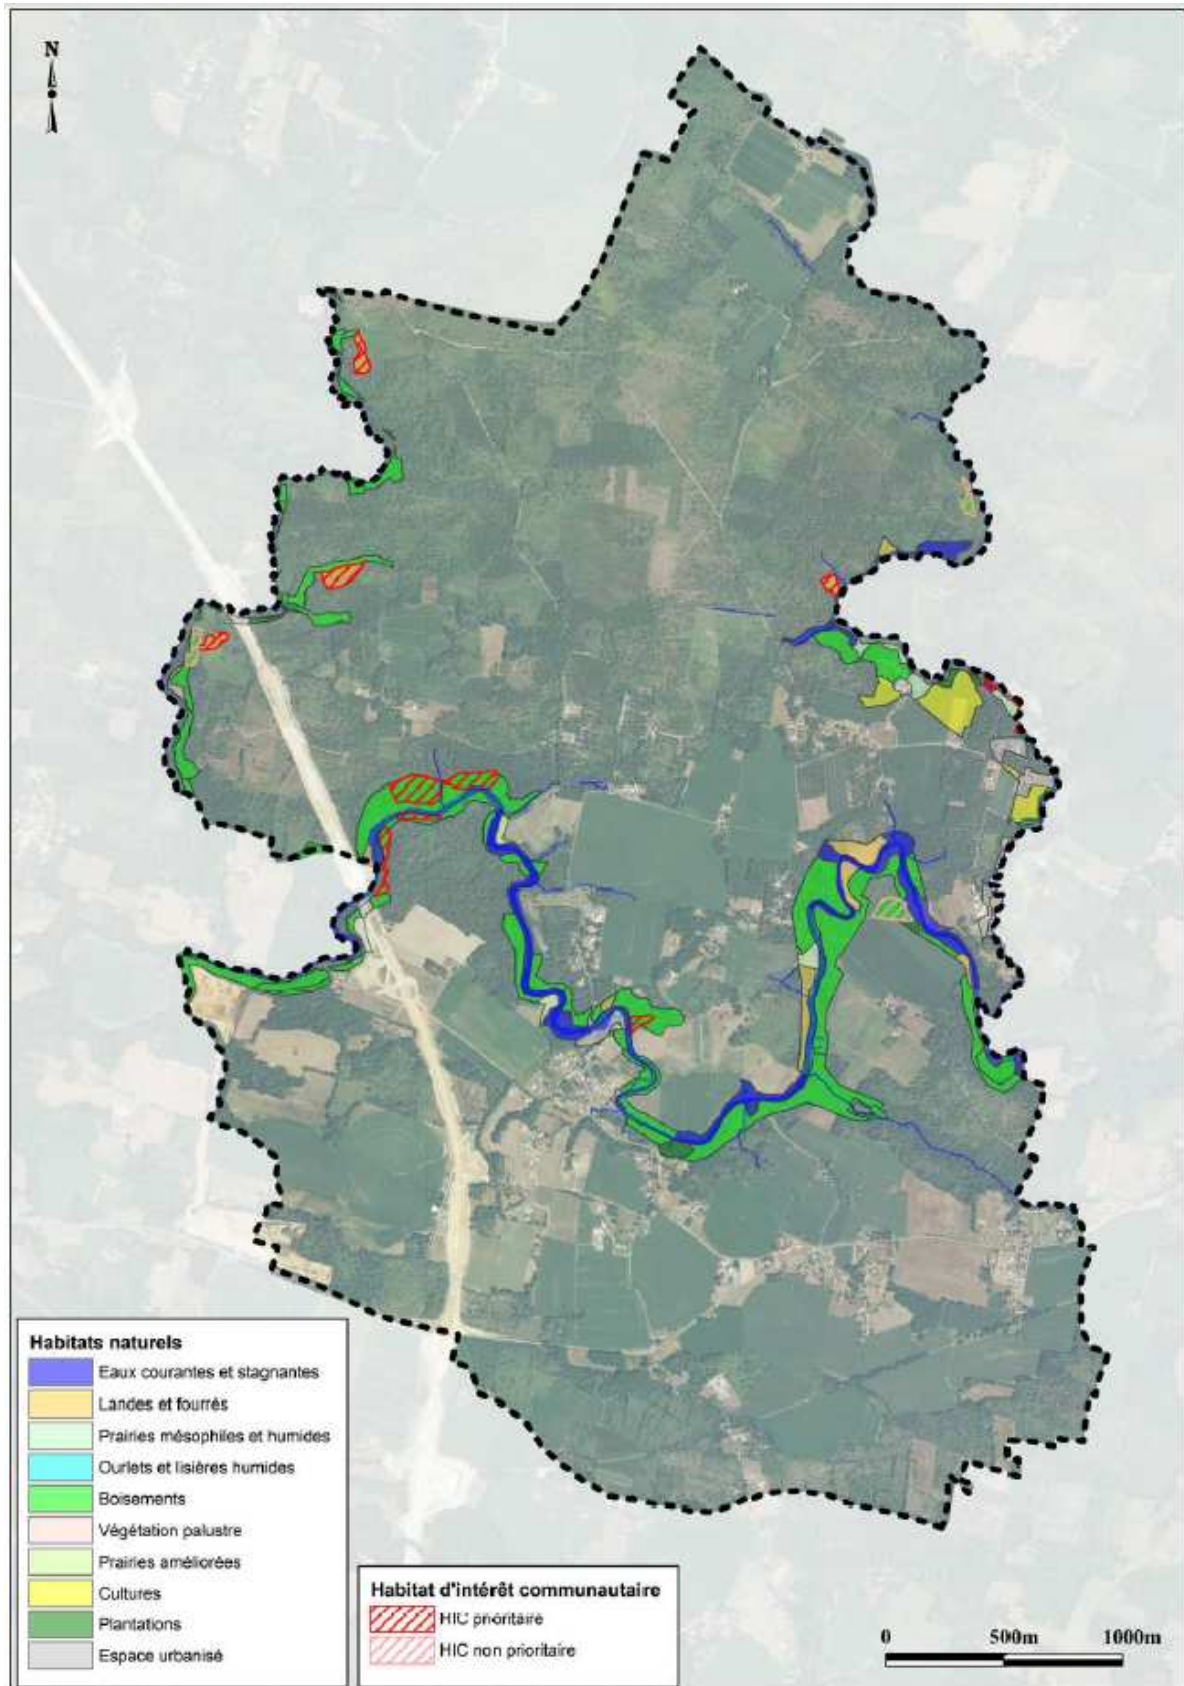 N
Habitats naturels
Eaux courantes et stagnantes
Landes et fourrés
Prairies mésophiles et humides
Ourlets et lisières humides
Boisements
Végétation palustre
Prairies améliorées
Cultures
Plantations
Espace urbanisé
Habitat d'intérêt communautaire
HIC prioritaire
HIC non prioritaire
0 500m 1000m